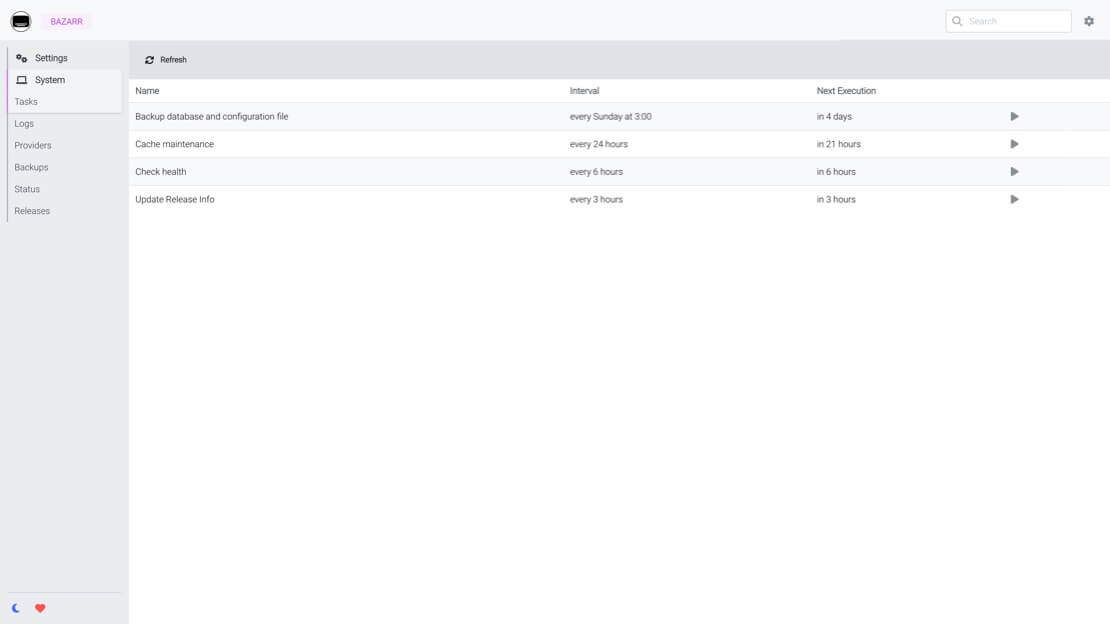 BAZARR
Search
Settings
System
Tasks
Logs
Providers
Backups
Status
Releases
Refresh
Name Interval Next Execution
Backup database and configuration file every Sunday at 3:00 in 4 days
Cache maintenance every 24 hours in 21 hours
Check health every 6 hours in 6 hours
Update Release Info every 3 hours in 3 hours